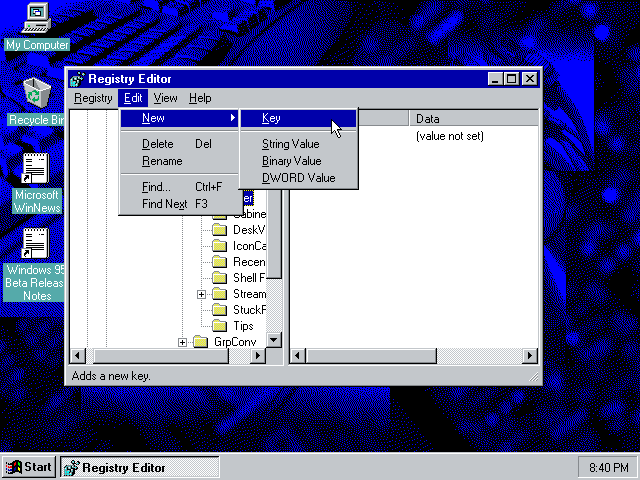 My Computer
Recycle Bin
Microsoft
WinNews
Windows 95
Beta Release
Notes
Registry Editor
Registry Edit View Help
New
Delete Del
Rename
Find... Ctrl+F
Find Next F3
Key
String Value
Binary Value
DWORD Value
Data
(value not set)
DeskV
IconCa
Recen
Shell F
Stream
StuckF
Tips
GrpConv
Adds a new key.
Start
Registry Editor
8:40 PM